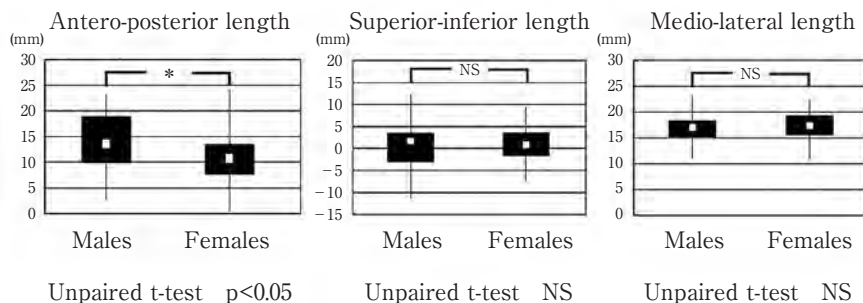 Antero-posterior length
(mm)
30
25
20
15
10
5
0
*
Males Females
Unpaired t-test p<0.05
Superior-inferior length
(mm)
20
15
10
5
0
−5
−10
−15
NS
Males Females
Unpaired t-test NS
Medio-lateral length
(mm)
30
25
20
15
10
5
0
NS
Males Females
Unpaired t-test NS